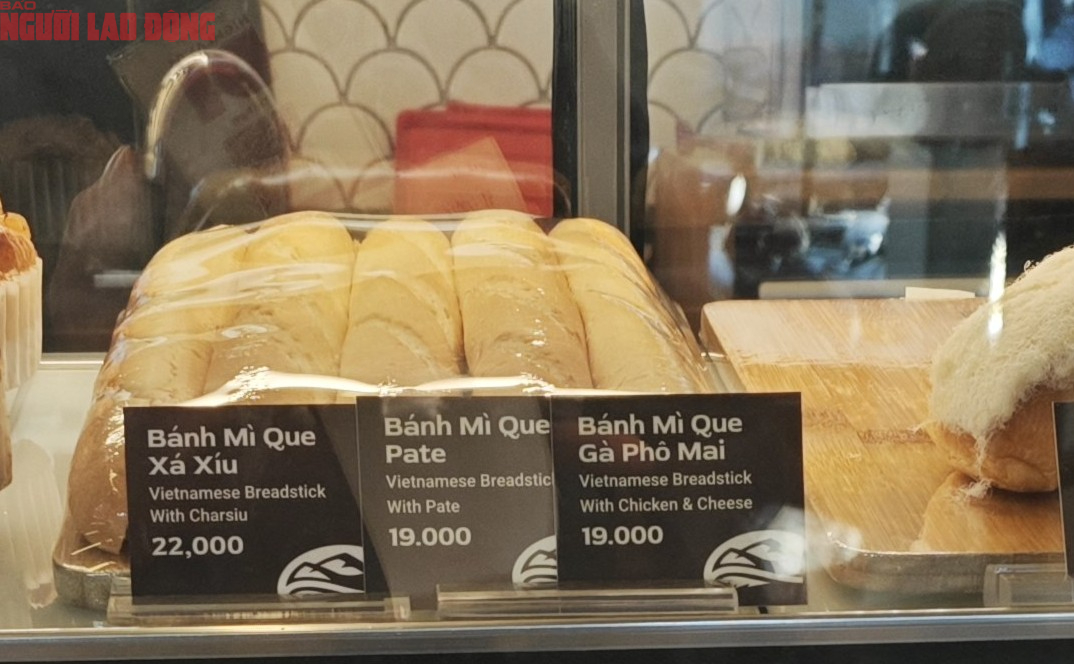 BÁO
NGƯỜI LAO ĐỘNG
Bánh Mì Que
Xá Xíu
Vietnamese Breadstick
With Charsiu
22,000
Bánh Mì Que
Pate
Vietnamese Breadstic
With Pate
19.000
Bánh Mì Que
Gà Phô Mai
Vietnamese Breadstick
With Chicken & Cheese
19.000